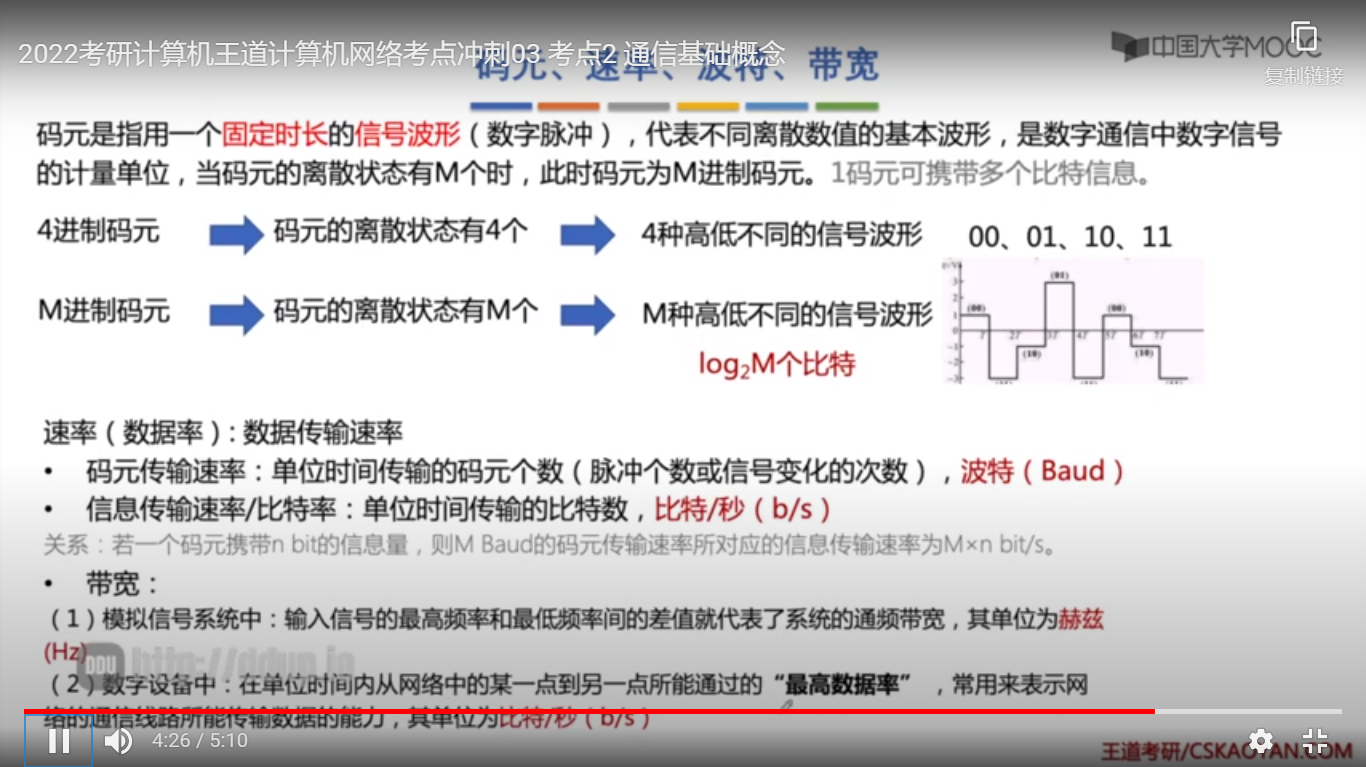 2022考研计算机王道计算机网络考点冲刺03 考点2 通信基础概念
码元、速率、波特、带宽
中国大学MOOC
复制链接
码元是指用一个固定时长的信号波形（数字脉冲），代表不同离散数值的基本波形，是数字通信中数字信号
的计量单位，当码元的离散状态有M个时，此时码元为M进制码元。1码元可携带多个比特信息。
4进制码元 码元的离散状态有4个 4种高低不同的信号波形 00、01、10、11
M进制码元 码元的离散状态有M个 M种高低不同的信号波形
log₂M个比特
3
2
1
0
-1
-2
-3
(00) (01) (00)
T 2T 3T 4T 5T 6T 7T
(10) (10)
速率（数据率）：数据传输速率
• 码元传输速率：单位时间传输的码元个数（脉冲个数或信号变化的次数），波特（Baud）
• 信息传输速率/比特率：单位时间传输的比特数，比特/秒（b/s）
关系：若一个码元携带n bit的信息量，则M Baud的码元传输速率所对应的信息传输速率为M×n bit/s。
• 带宽：
（1）模拟信号系统中：输入信号的最高频率和最低频率间的差值就代表了系统的通频带宽，其单位为赫兹
(Hz)
DDU http://ddup.io
（2）数字设备中：在单位时间内从网络中的某一点到另一点所能通过的“最高数据率”，常用来表示网
络的通信线路所能传输数据的能力，其单位为比特/秒（b/s）
4:26 / 5:10
王道考研/CSKAOYAN.COM